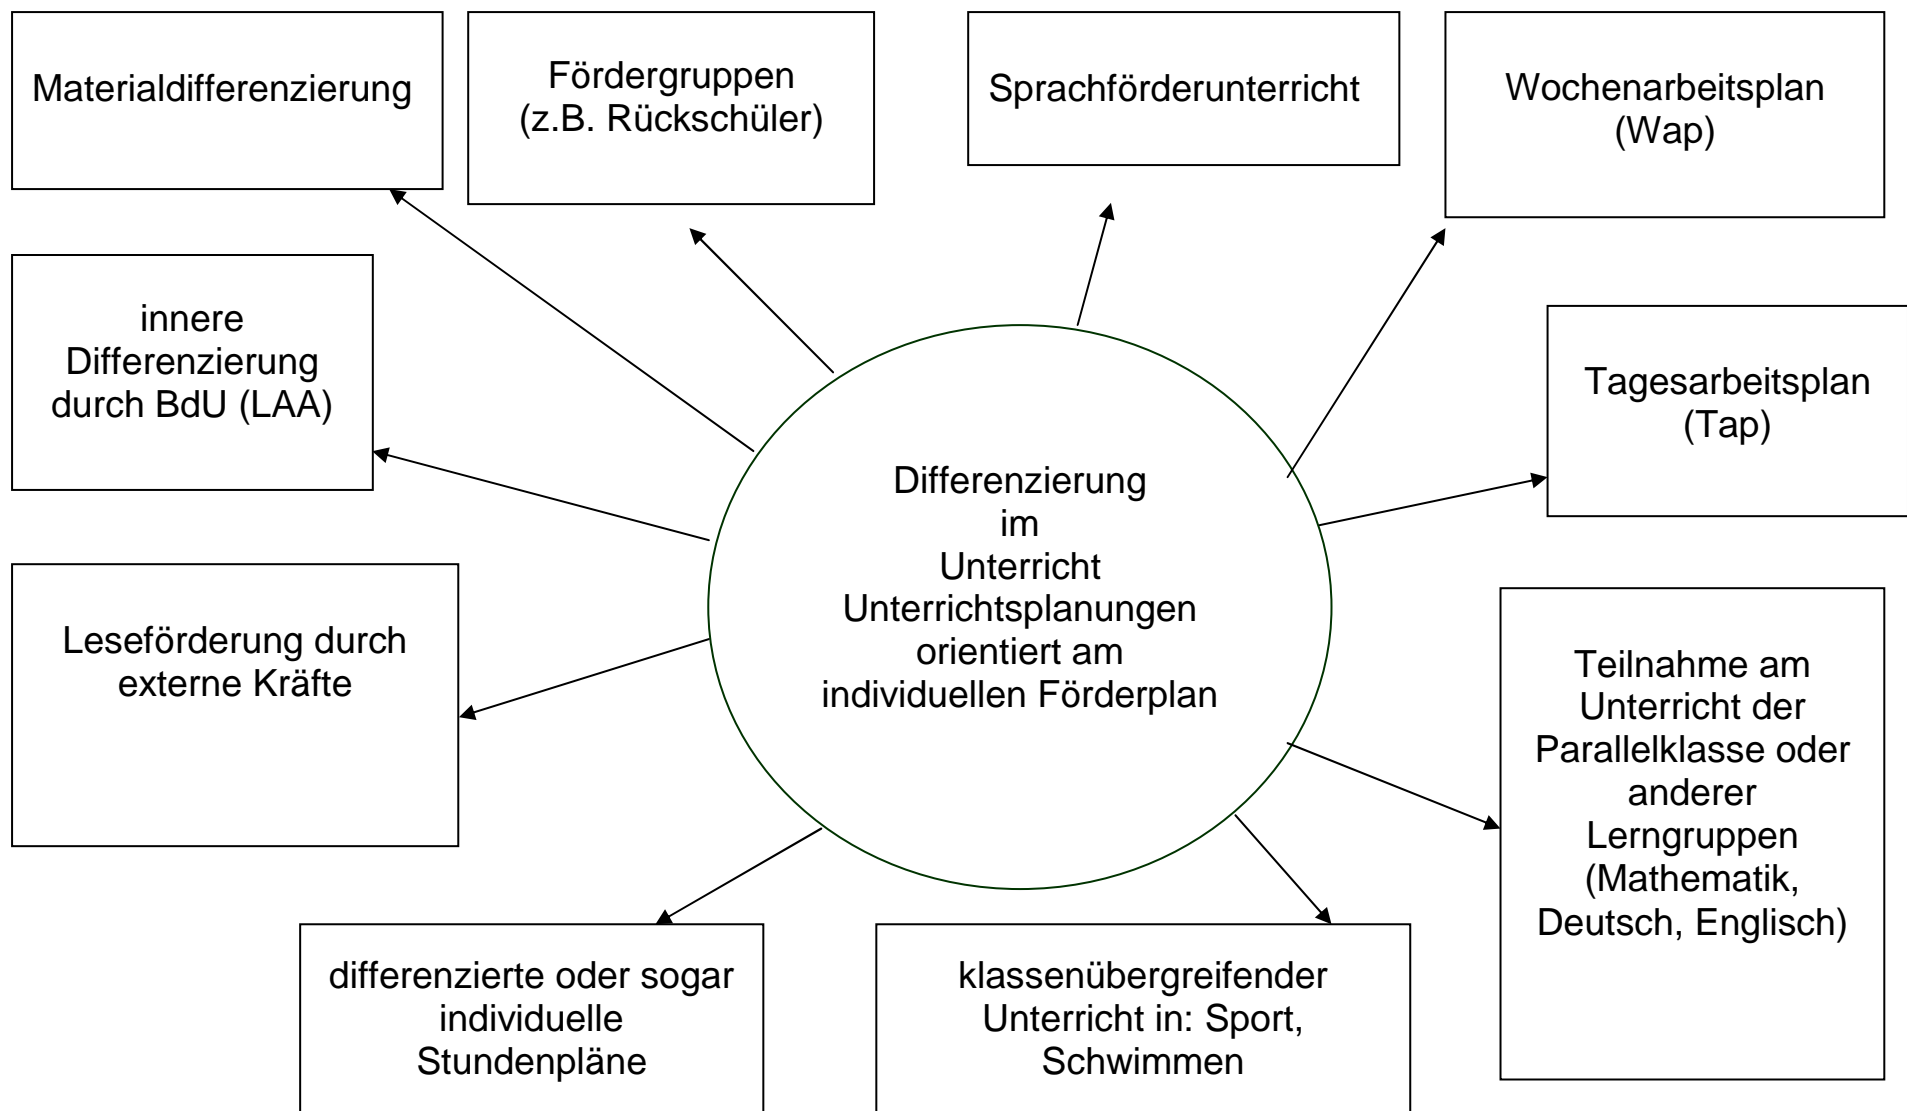 Materialdifferenzierung
Fördergruppen
(z.B. Rückschüler)
Sprachförderunterricht
Wochenarbeitsplan
(Wap)
innere
Differenzierung
durch BdU (LAA)
Tagesarbeitsplan
(Tap)
Differenzierung
im
Unterricht
Unterrichtsplanungen
orientiert am
individuellen Förderplan
Leseförderung durch
externe Kräfte
Teilnahme am
Unterricht der
Parallelklasse oder
anderer
Lerngruppen
(Mathematik,
Deutsch, Englisch)
differenzierte oder sogar
individuelle
Stundenpläne
klassenübergreifender
Unterricht in: Sport,
Schwimmen